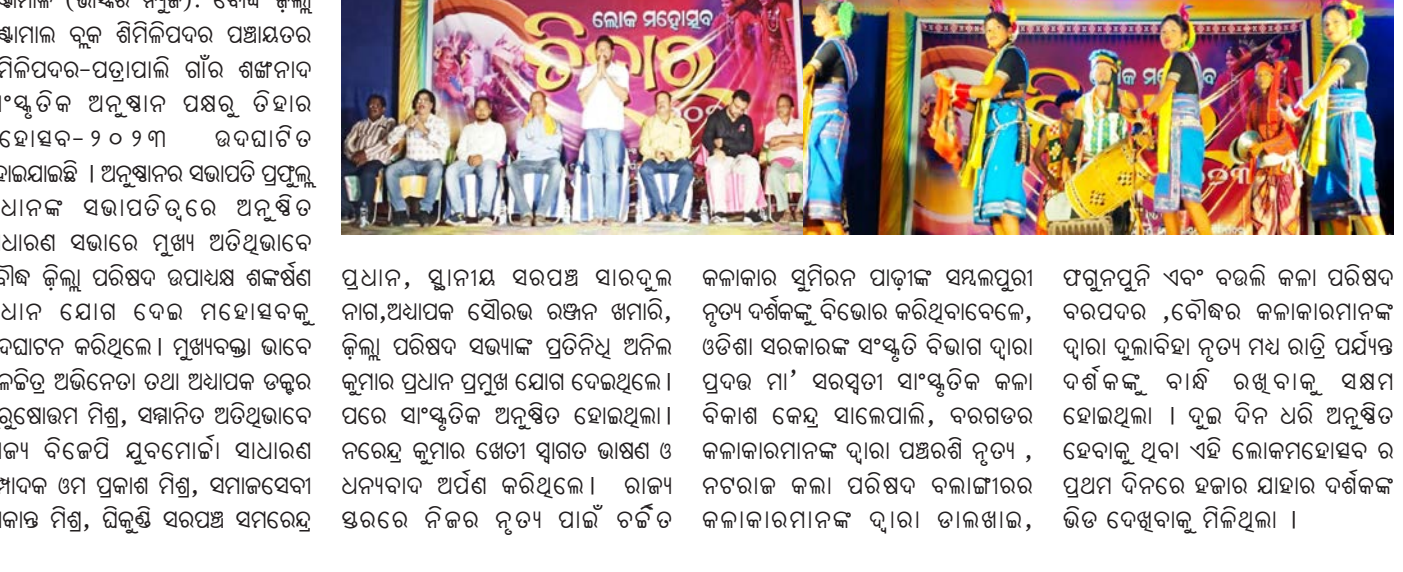 ବ୍ଲକ ଶିମିଳିପଦର ପଞ୍ଚାୟତର
ମିଳିପଦର-ପତ୍ରାପାଲି ଗାଁର ଶଙ୍ଖନାଦ
ଂସ୍କୃତିକ ଅନୁଷ୍ଠାନ ପକ୍ଷରୁ ତିହାର
ହୋତ୍ସବ-୨୦୨୩ ଉଦଘାଟିତ
ହୋଇଯାଇଛି । ଅନୁଷ୍ଠାନର ସଭାପତି ପ୍ରଫୁଲ୍ଲ
ଧାନଙ୍କ ସଭାପତିତ୍ୱରେ ଅନୁଷ୍ଠିତ
ଧାରଣ ସଭାରେ ମୁଖ୍ୟ ଅତିଥିଭାବେ
ବୌଦ୍ଧ ଜ଼ିଲ୍ଲା ପରିଷଦ ଉପାଧ୍ୟକ୍ଷ ଶଙ୍କର୍ଷଣ
ଧାନ ଯୋଗ ଦେଇ ମହୋତ୍ସବକୁ
ଦଘାଟନ କରିଥିଲେ। ମୁଖ୍ୟବକ୍ତା ଭାବେ
ଳଚ୍ଚିତ୍ର ଅଭିନେତା ତଥା ଅଧ୍ୟାପକ ଡକ୍ଟର
ରୁଷୋତ୍ତମ ମିଶ୍ର, ସମ୍ମାନିତ ଅତିଥିଭାବେ
ଜ୍ୟ ବିଜେପି ଯୁବମୋର୍ଚ୍ଚା ସାଧାରଣ
ମ୍ପାଦକ ଓମ ପ୍ରକାଶ ମିଶ୍ର, ସମାଜସେବୀ
କାନ୍ତ ମିଶ୍ର, ଘିକୁଣ୍ଡି ସରପଞ୍ଚ ସମରେନ୍ଦ୍ର
ଲୋକ ମହୋତ୍ସବ
ତିହାର
ପ୍ରଧାନ, ସ୍ଥାନୀୟ ସରପଞ୍ଚ ସାରଦୁଲ
ନାଗ,ଅଧ୍ୟାପକ ସୌରଭ ରଞ୍ଜନ ଖମାରି,
ଜ଼ିଲ୍ଲା ପରିଷଦ ସଭ୍ୟାଙ୍କ ପ୍ରତିନିଧି ଅନିଲ
କୁମାର ପ୍ରଧାନ ପ୍ରମୁଖ ଯୋଗ ଦେଇଥିଲେ।
ପରେ ସାଂସ୍କୃତିକ ଅନୁଷ୍ଠିତ ହୋଇଥିଲା।
ନରେନ୍ଦ୍ର କୁମାର ଖେତୀ ସ୍ୱାଗତ ଭାଷଣ ଓ
ଧନ୍ୟବାଦ ଅର୍ପଣ କରିଥିଲେ। ରାଜ୍ୟ
ସ୍ତରରେ ନିଜର ନୃତ୍ୟ ପାଇଁ ଚର୍ଚ୍ଚିତ
କଳାକାର ସୁମିରନ ପାଢ଼ୀଙ୍କ ସମ୍ବଲପୁରୀ
ନୃତ୍ୟ ଦର୍ଶକଙ୍କୁ ବିଭୋର କରିଥିବାବେଳେ,
ଓଡିଶା ସରକାରଙ୍କ ସଂସ୍କୃତି ବିଭାଗ ଦ୍ୱାରା
ପ୍ରଦତ୍ତ ମା’ ସରସ୍ୱତୀ ସାଂସ୍କୃତିକ କଳା
ବିକାଶ କେନ୍ଦ୍ର ସାଲେପାଲି, ବରଗଡର
କଳାକାରମାନଙ୍କ ଦ୍ୱାରା ପଞ୍ଚରଶି ନୃତ୍ୟ ,
ନଟରାଜ କଲା ପରିଷଦ ବଲାଙ୍ଗୀରର
କଳାକାରମାନଙ୍କ ଦ୍ୱାରା ଡାଲଖାଇ,
ଫଗୁନପୁନି ଏବଂ ବଉଲି କଳା ପରିଷଦ
ବରପଦର ,ବୌଦ୍ଧର କଳାକାରମାନଙ୍କ
ଦ୍ୱାରା ଦୁଲାବିହା ନୃତ୍ୟ ମଧ୍ୟ ରାତ୍ରି ପର୍ଯ୍ୟନ୍ତ
ଦର୍ଶକଙ୍କୁ ବାନ୍ଧି ରଖିବାକୁ ସକ୍ଷମ
ହୋଇଥିଲା । ଦୁଇ ଦିନ ଧରି ଅନୁଷ୍ଠିତ
ହେବାକୁ ଥିବା ଏହି ଲୋକମହୋତ୍ସବ ର
ପ୍ରଥମ ଦିନରେ ହଜାର ଯାହାର ଦର୍ଶକଙ୍କ
ଭିଡ ଦେଖିବାକୁ ମିଳିଥିଲା ।